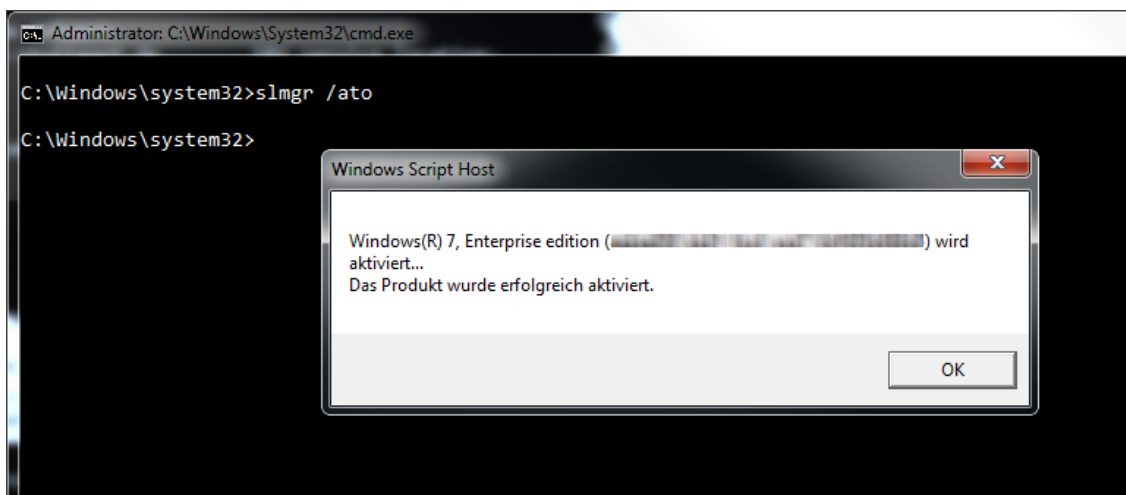 Administrator: C:\Windows\System32\cmd.exe
C:\Windows\system32>slmgr /ato
C:\Windows\system32>
Windows Script Host
Windows(R) 7, Enterprise edition () wird
aktiviert...
Das Produkt wurde erfolgreich aktiviert.
OK